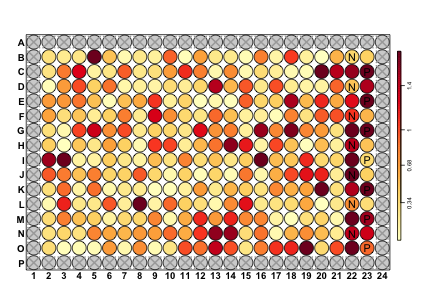 A
B N
C P
D N
E P
F N
G P
H N
I P
J N
K P
L N
M P
N N
O P
P
1 2 3 4 5 6 7 8 9 10 11 12 13 14 15 16 17 18 19 20 21 22 23 24
1.4
1
0.68
0.34